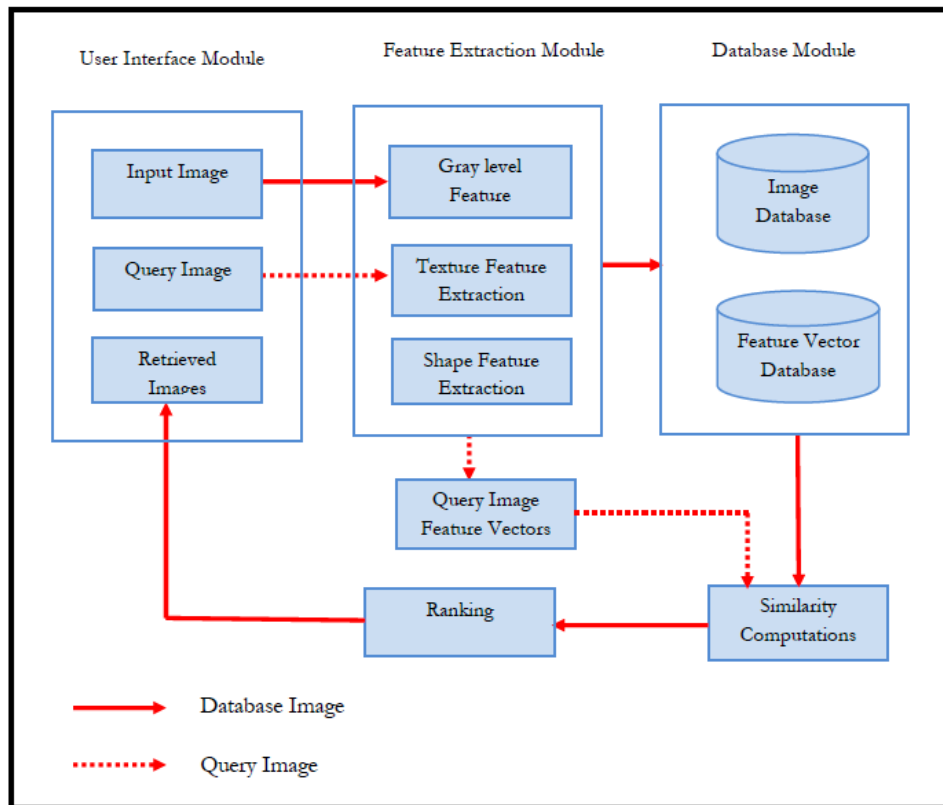 User Interface Module
Feature Extraction Module
Database Module
Input Image
Gray level
Feature
Image
Database
Query Image
Texture Feature
Extraction
Retrieved
Images
Shape Feature
Extraction
Feature Vector
Database
Query Image
Feature Vectors
Ranking
Similarity
Computations
Database Image
Query Image